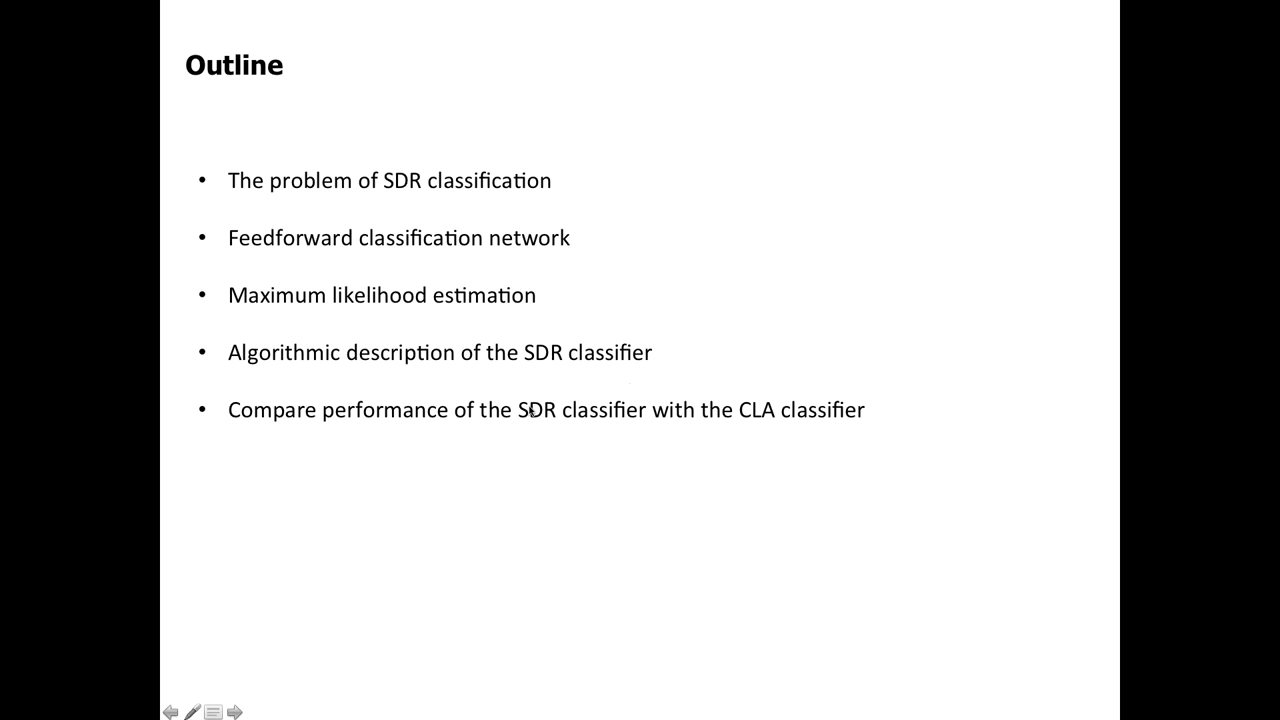 Outline
• The problem of SDR classification
• Feedforward classification network
• Maximum likelihood estimation
• Algorithmic description of the SDR classifier
• Compare performance of the SDR classifier with the CLA classifier